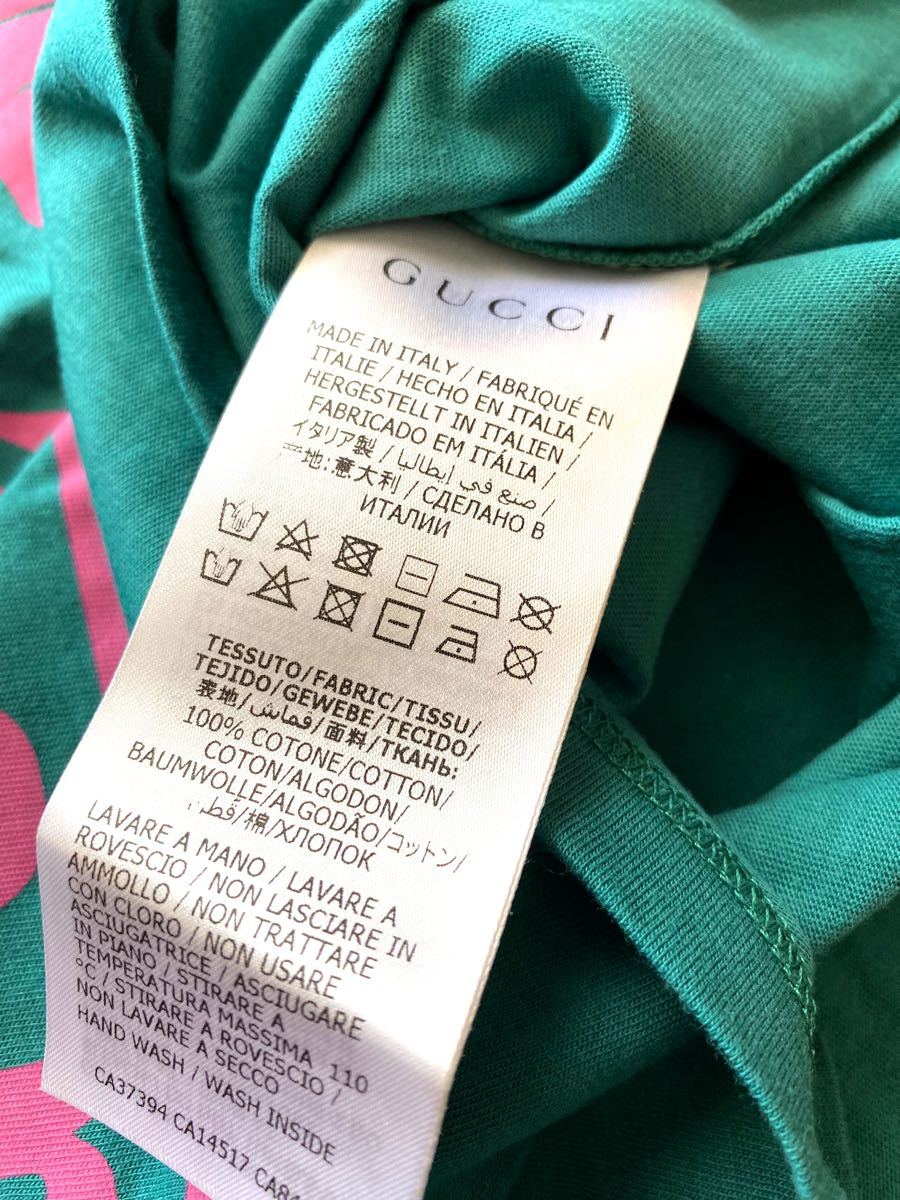 GUCCI
MADE IN ITALY / FABRIQUÉ EN
ITALIE / HECHO EN ITALIA /
HERGESTELLT IN ITALIEN /
FABRICADO EM ITÁLIA /
イタリア製 / صنع في إيطاليا /
产地:意大利 / СДЕЛАНО В
ИТАЛИИ
TESSUTO/FABRIC/TISSU/
TEJIDO/GEWEBE/TECIDO/
表地/قماش/面料/ТКАНЬ:
100% COTONE/COTTON/
COTON/ALGODON/
BAUMWOLLE/ALGODÃO/コットン/
قطن/棉/ХЛОПОК
LAVARE A MANO / LAVARE A
ROVESCIO / NON LASCIARE IN
AMMOLLO / NON TRATTARE
CON CLORO / NON USARE
ASCIUGATRICE / ASCIUGARE
IN PIANO / STIRARE A
TEMPERATURA MASSIMA 110
°C / STIRARE A ROVESCIO /
NON LAVARE A SECCO
HAND WASH / WASH INSIDE
CA37394 CA14517 CA84